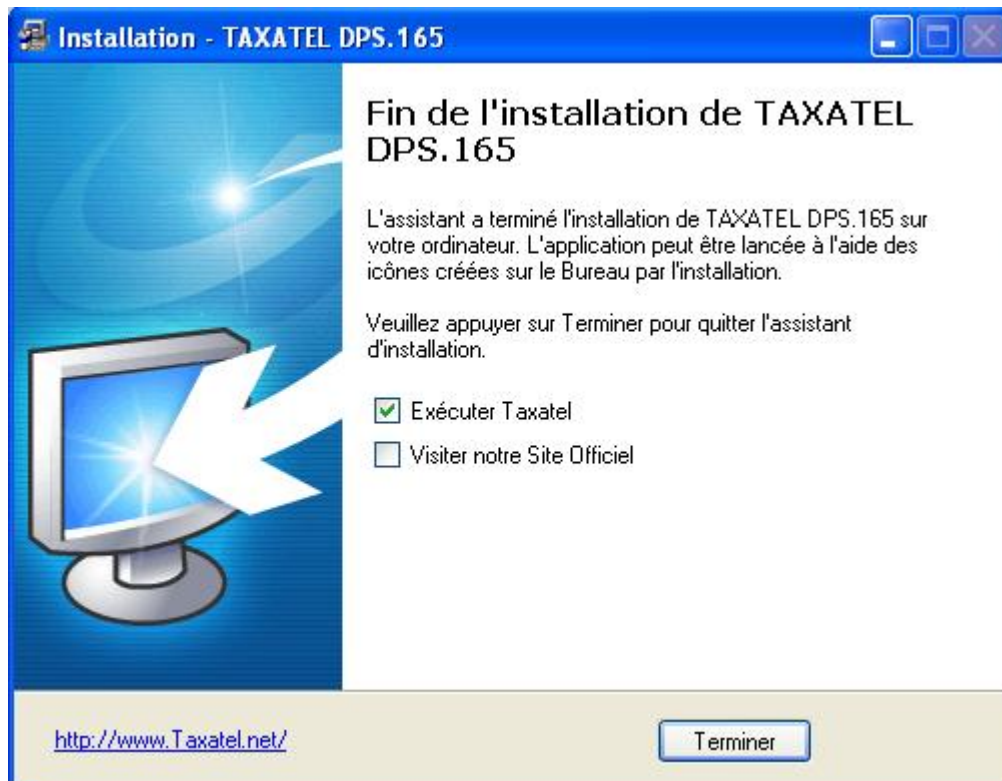 Installation - TAXATEL DPS.165
Fin de l'installation de TAXATEL
DPS.165
L'assistant a terminé l'installation de TAXATEL DPS.165 sur
votre ordinateur. L'application peut être lancée à l'aide des
icônes créées sur le Bureau par l'installation.
Veuillez appuyer sur Terminer pour quitter l'assistant
d'installation.
Exécuter Taxatel
Visiter notre Site Officiel
http://www.Taxatel.net/
Terminer